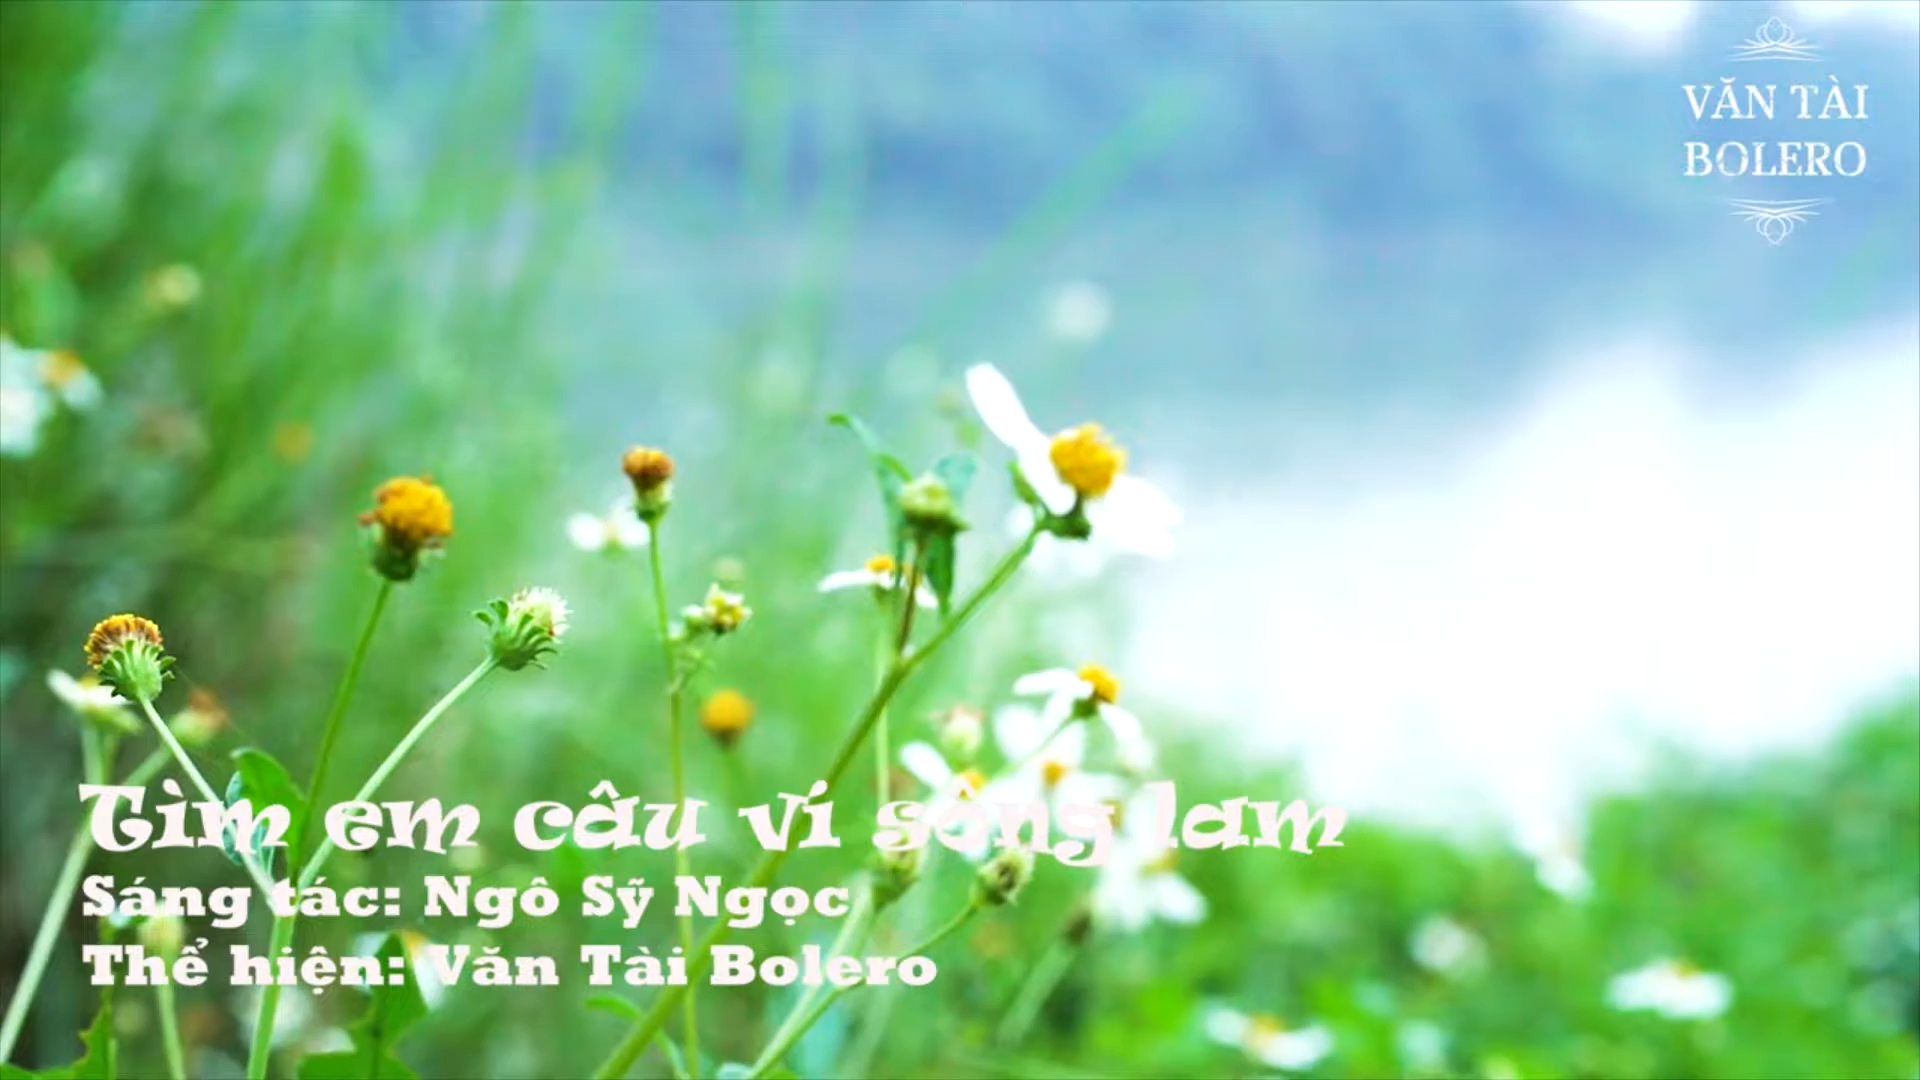 VĂN TÀI
BOLERO
Tìm em câu ví sông lam
Sáng tác: Ngô Sỹ Ngọc
Thể hiện: Văn Tài Bolero